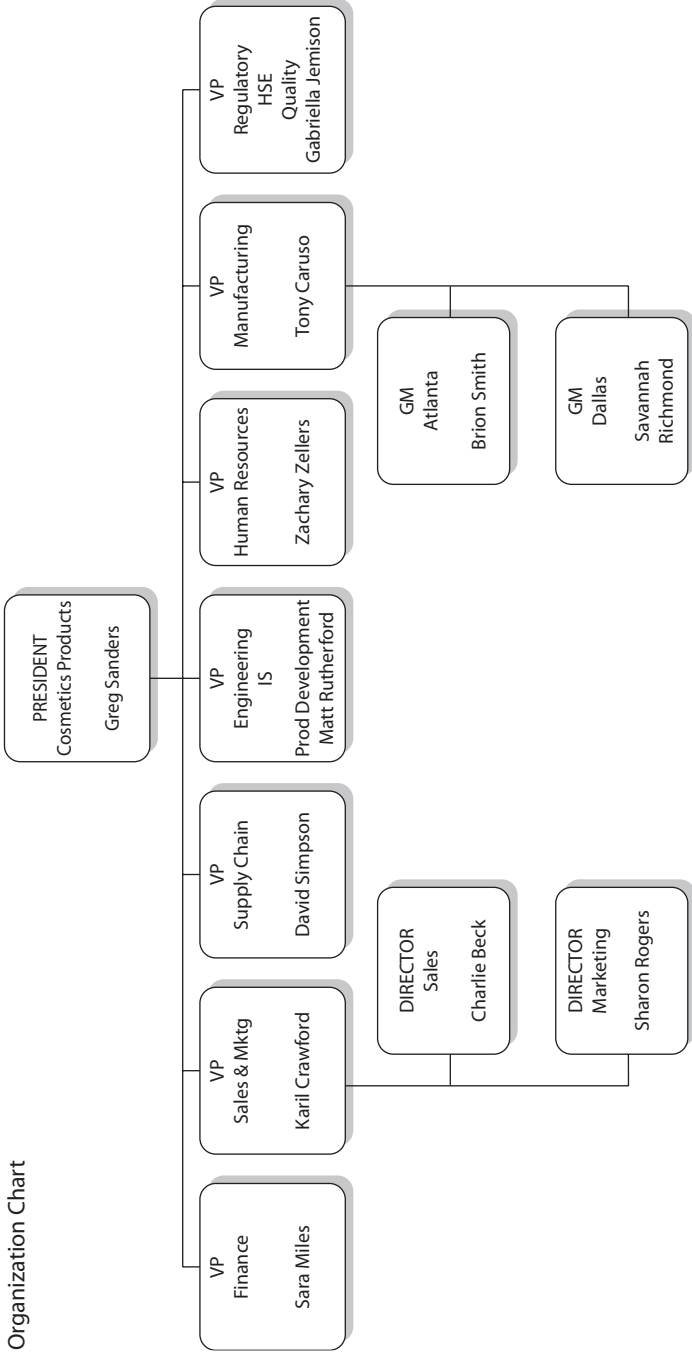 Organization Chart
PRESIDENT
Cosmetics Products
Greg Sanders
VP
Finance
Sara Miles
VP
Sales & Mktg
Karil Crawford
VP
Supply Chain
David Simpson
VP
Engineering
IS
Prod Development
Matt Rutherford
VP
Human Resources
Zachary Zellers
VP
Manufacturing
Tony Caruso
VP
Regulatory
HSE
Quality
Gabriella Jemison
DIRECTOR
Sales
Charlie Beck
DIRECTOR
Marketing
Sharon Rogers
GM
Atlanta
Brion Smith
GM
Dallas
Savannah
Richmond